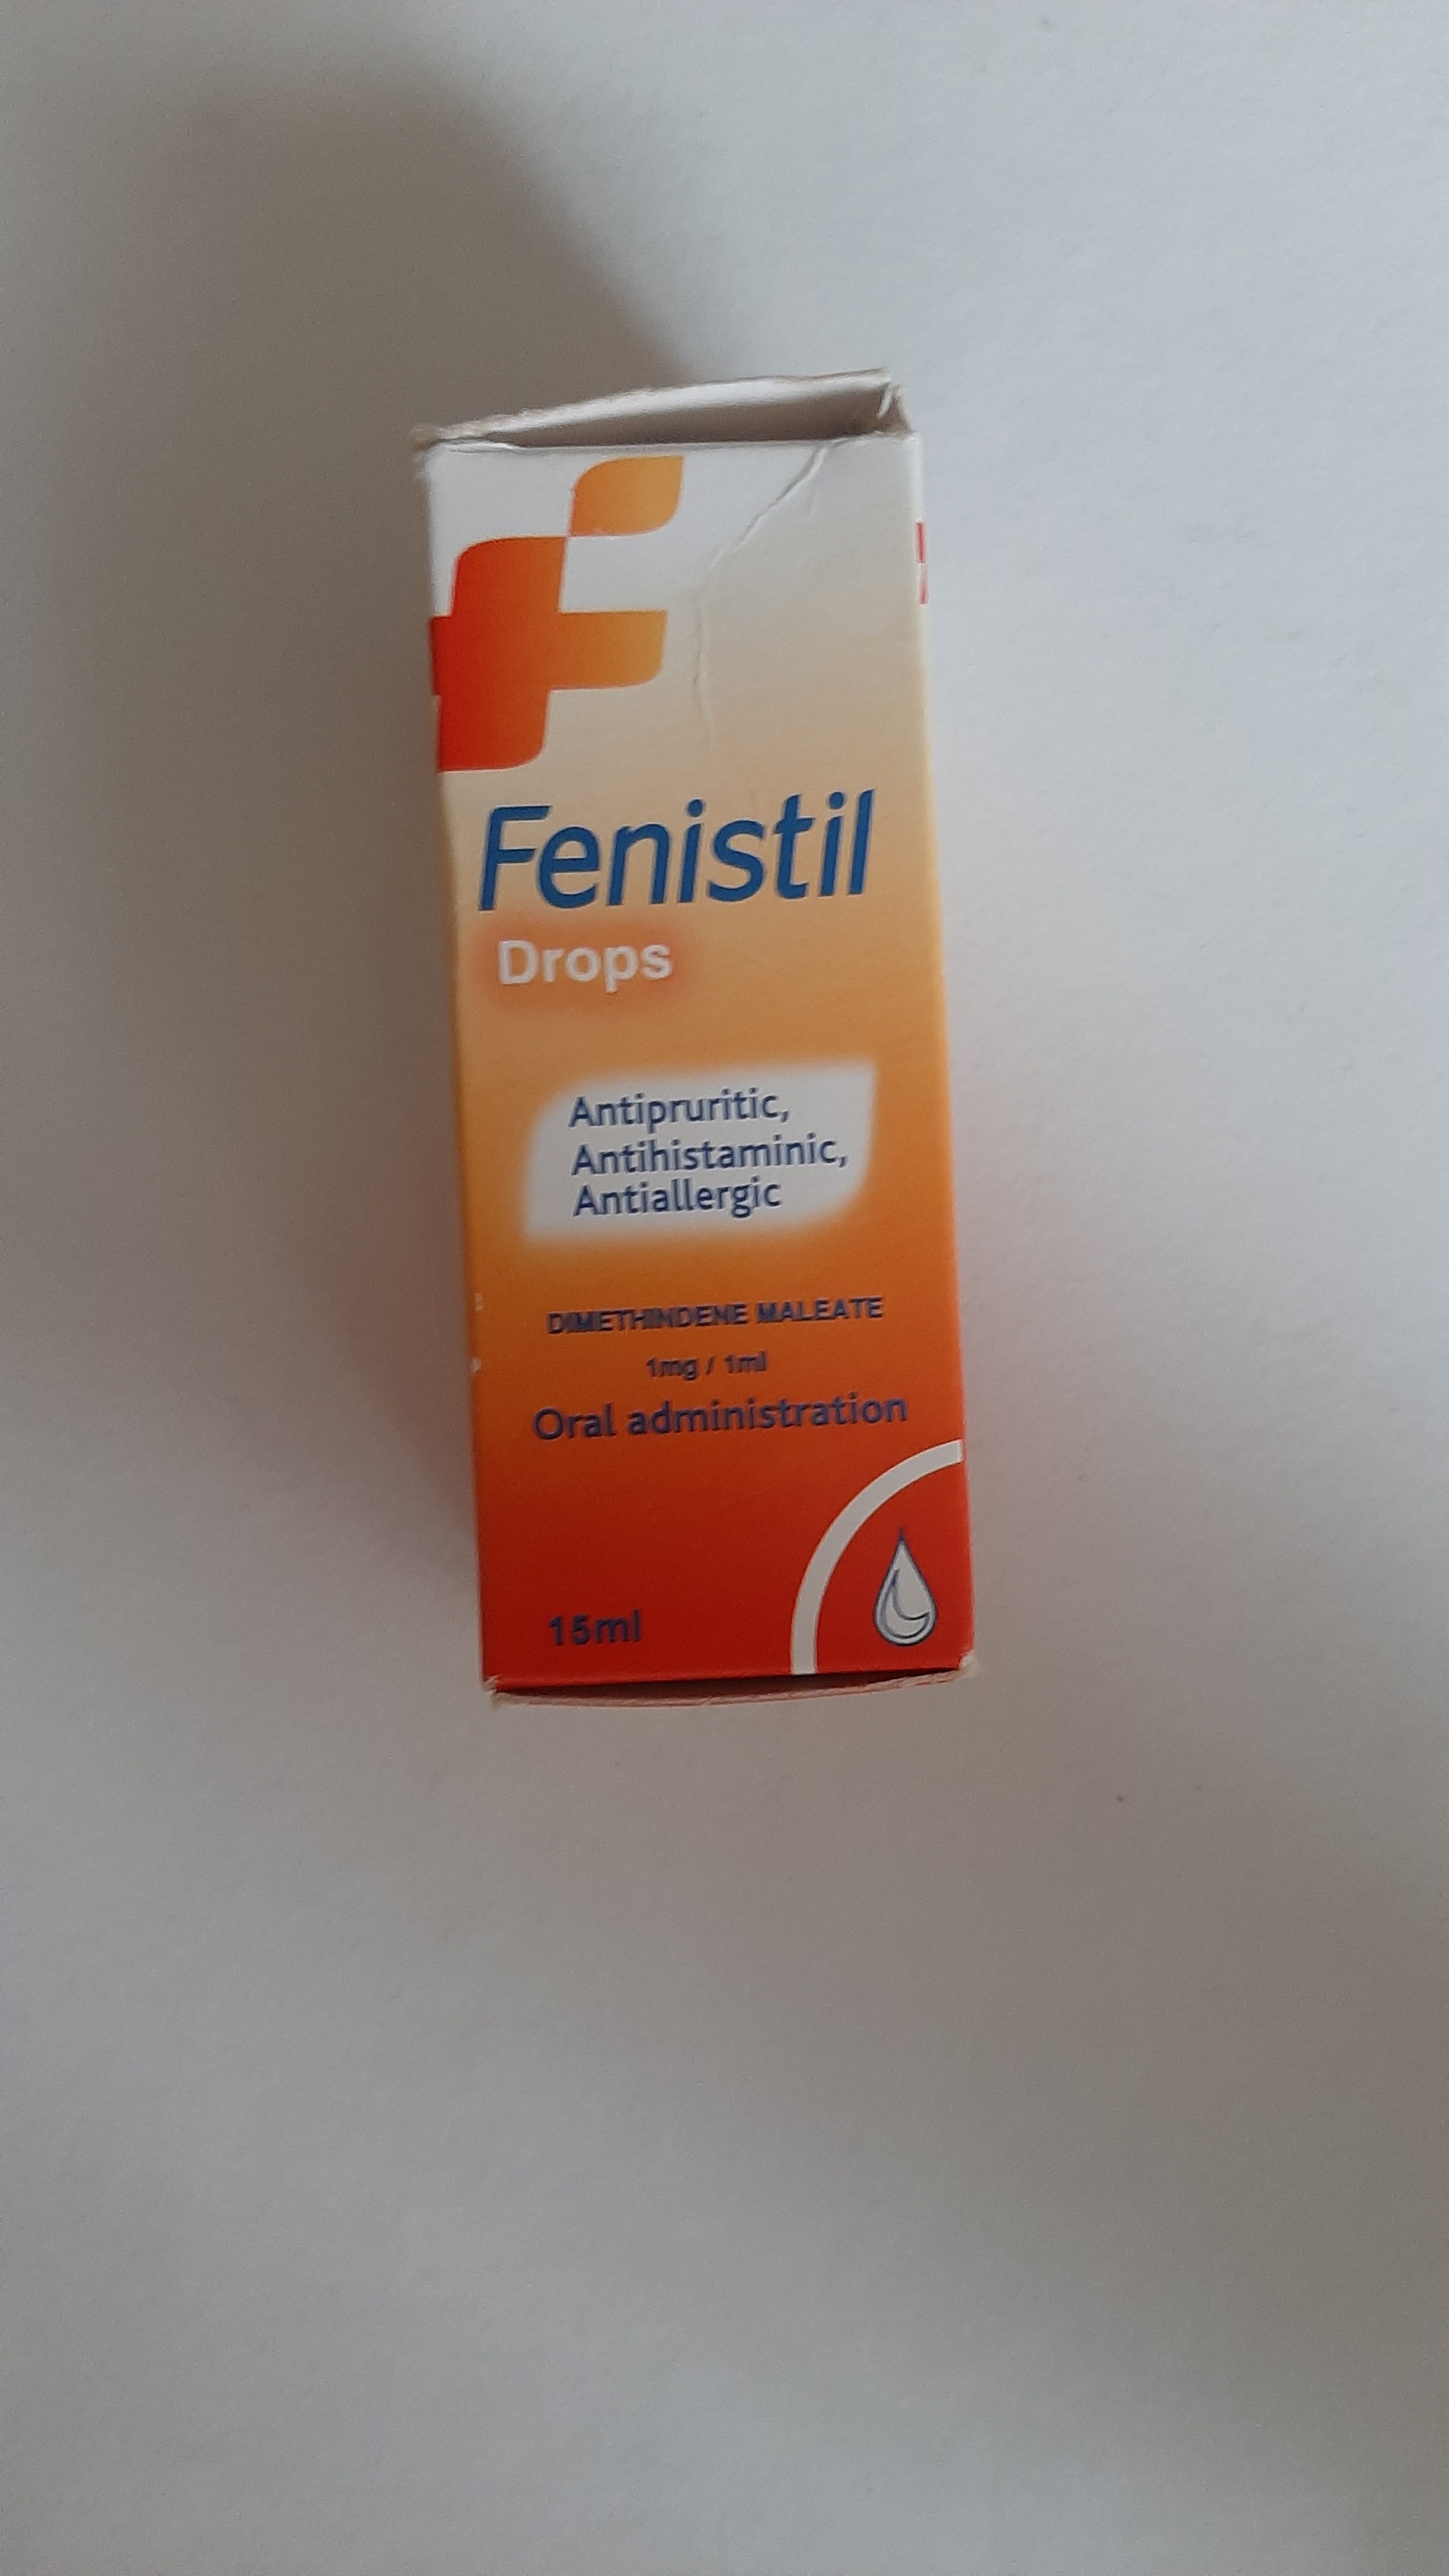 Fenistil
Drops
Antipruritic,
Antihistaminic,
Antiallergic
DIMETHINDENE MALEATE
1mg / 1ml
Oral administration
15ml